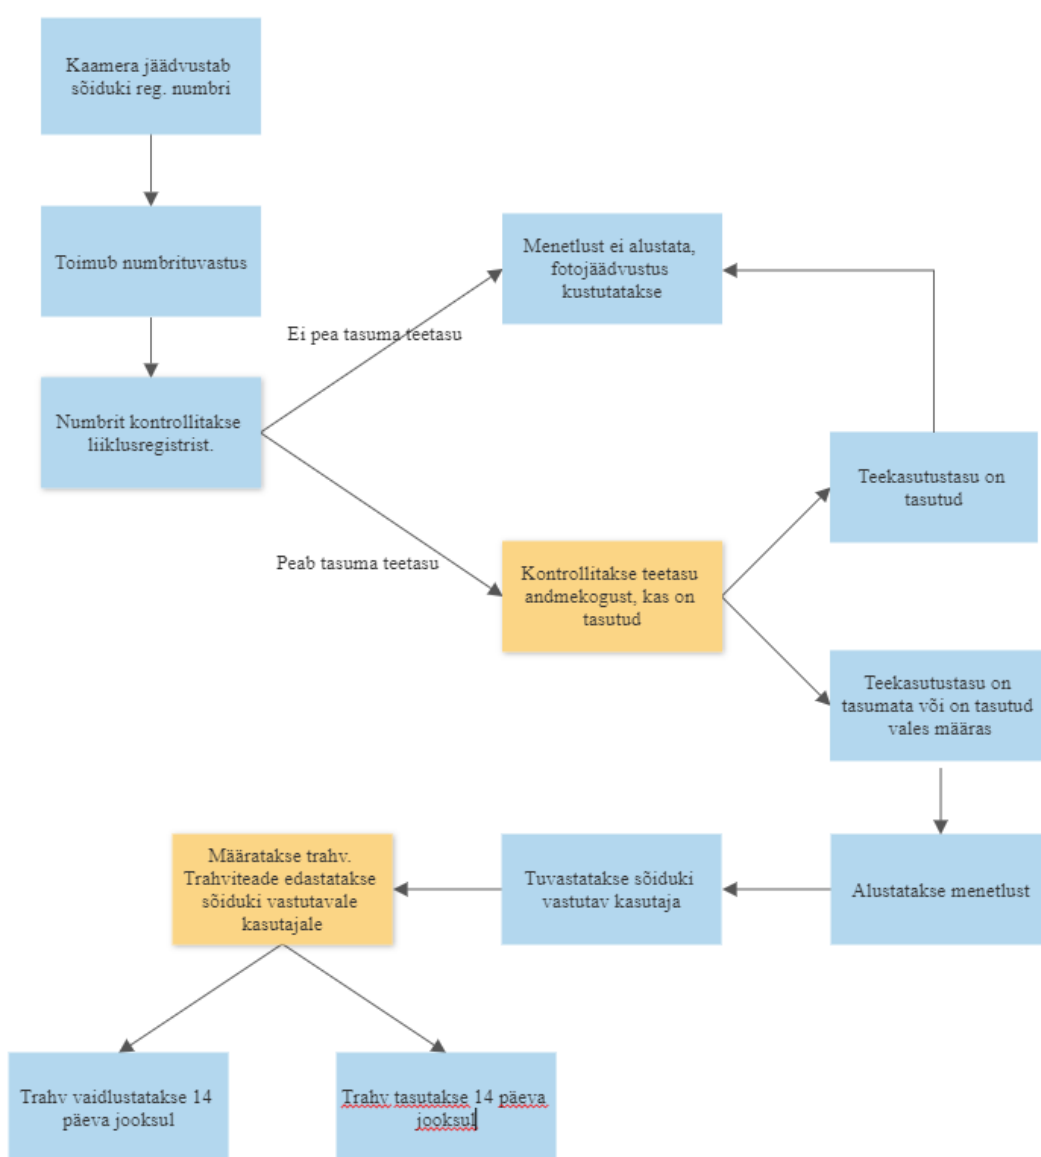 Kaamera jäädvustab
sõiduki reg. numbri
Toimub numbrituvastus
Numbrit kontrollitakse
liiklusregistrist.
Ei pea tasuma teetasu
Peab tasuma teetasu
Menetlust ei alustata,
fotojäädvustus
kustutatakse
Kontrollitakse teetasu
andmekogust, kas on
tasutud
Teekasutustasu on
tasutud
Teekasutustasu on
tasumata või on tasutud
vales määras
Alustatakse menetlust
Tuvastatakse sõiduki
vastutav kasutaja
Määratakse trahv.
Trahviteade edastatakse
sõiduki vastutavale
kasutajale
Trahv vaidlustatakse 14
päeva jooksul
Trahv tasutakse 14 päeva
jooksul